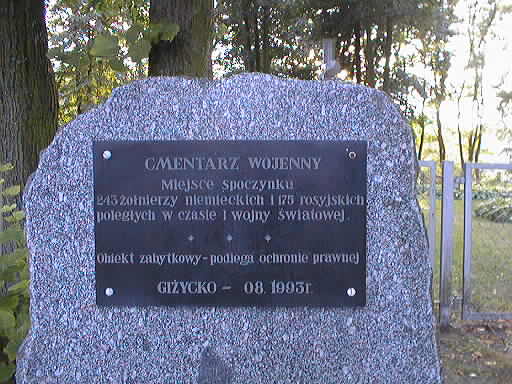 CMENTARZ WOJENNY
MIEJSCE SPOCZYNKU
243 ŻOŁNIERZY NIEMIECKICH I 175 ROSYJSKICH
POLEGŁYCH W CZASIE I WOJNY ŚWIATOWEJ.
OBIEKT ZABYTKOWY - PODLEGA OCHRONIE PRAWNEJ
GIŻYCKO - 08.1993r.